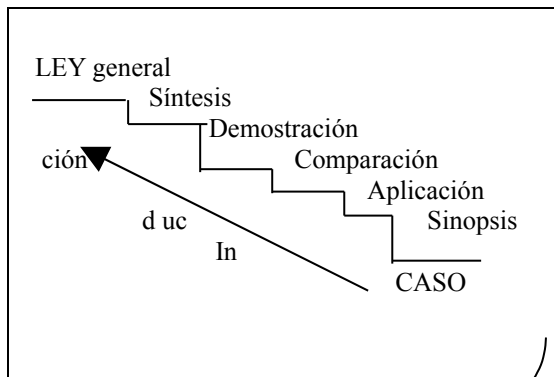 LEY general
Síntesis
Demostración
ción
Comparación
Aplicación
d uc
Sinopsis
In
CASO